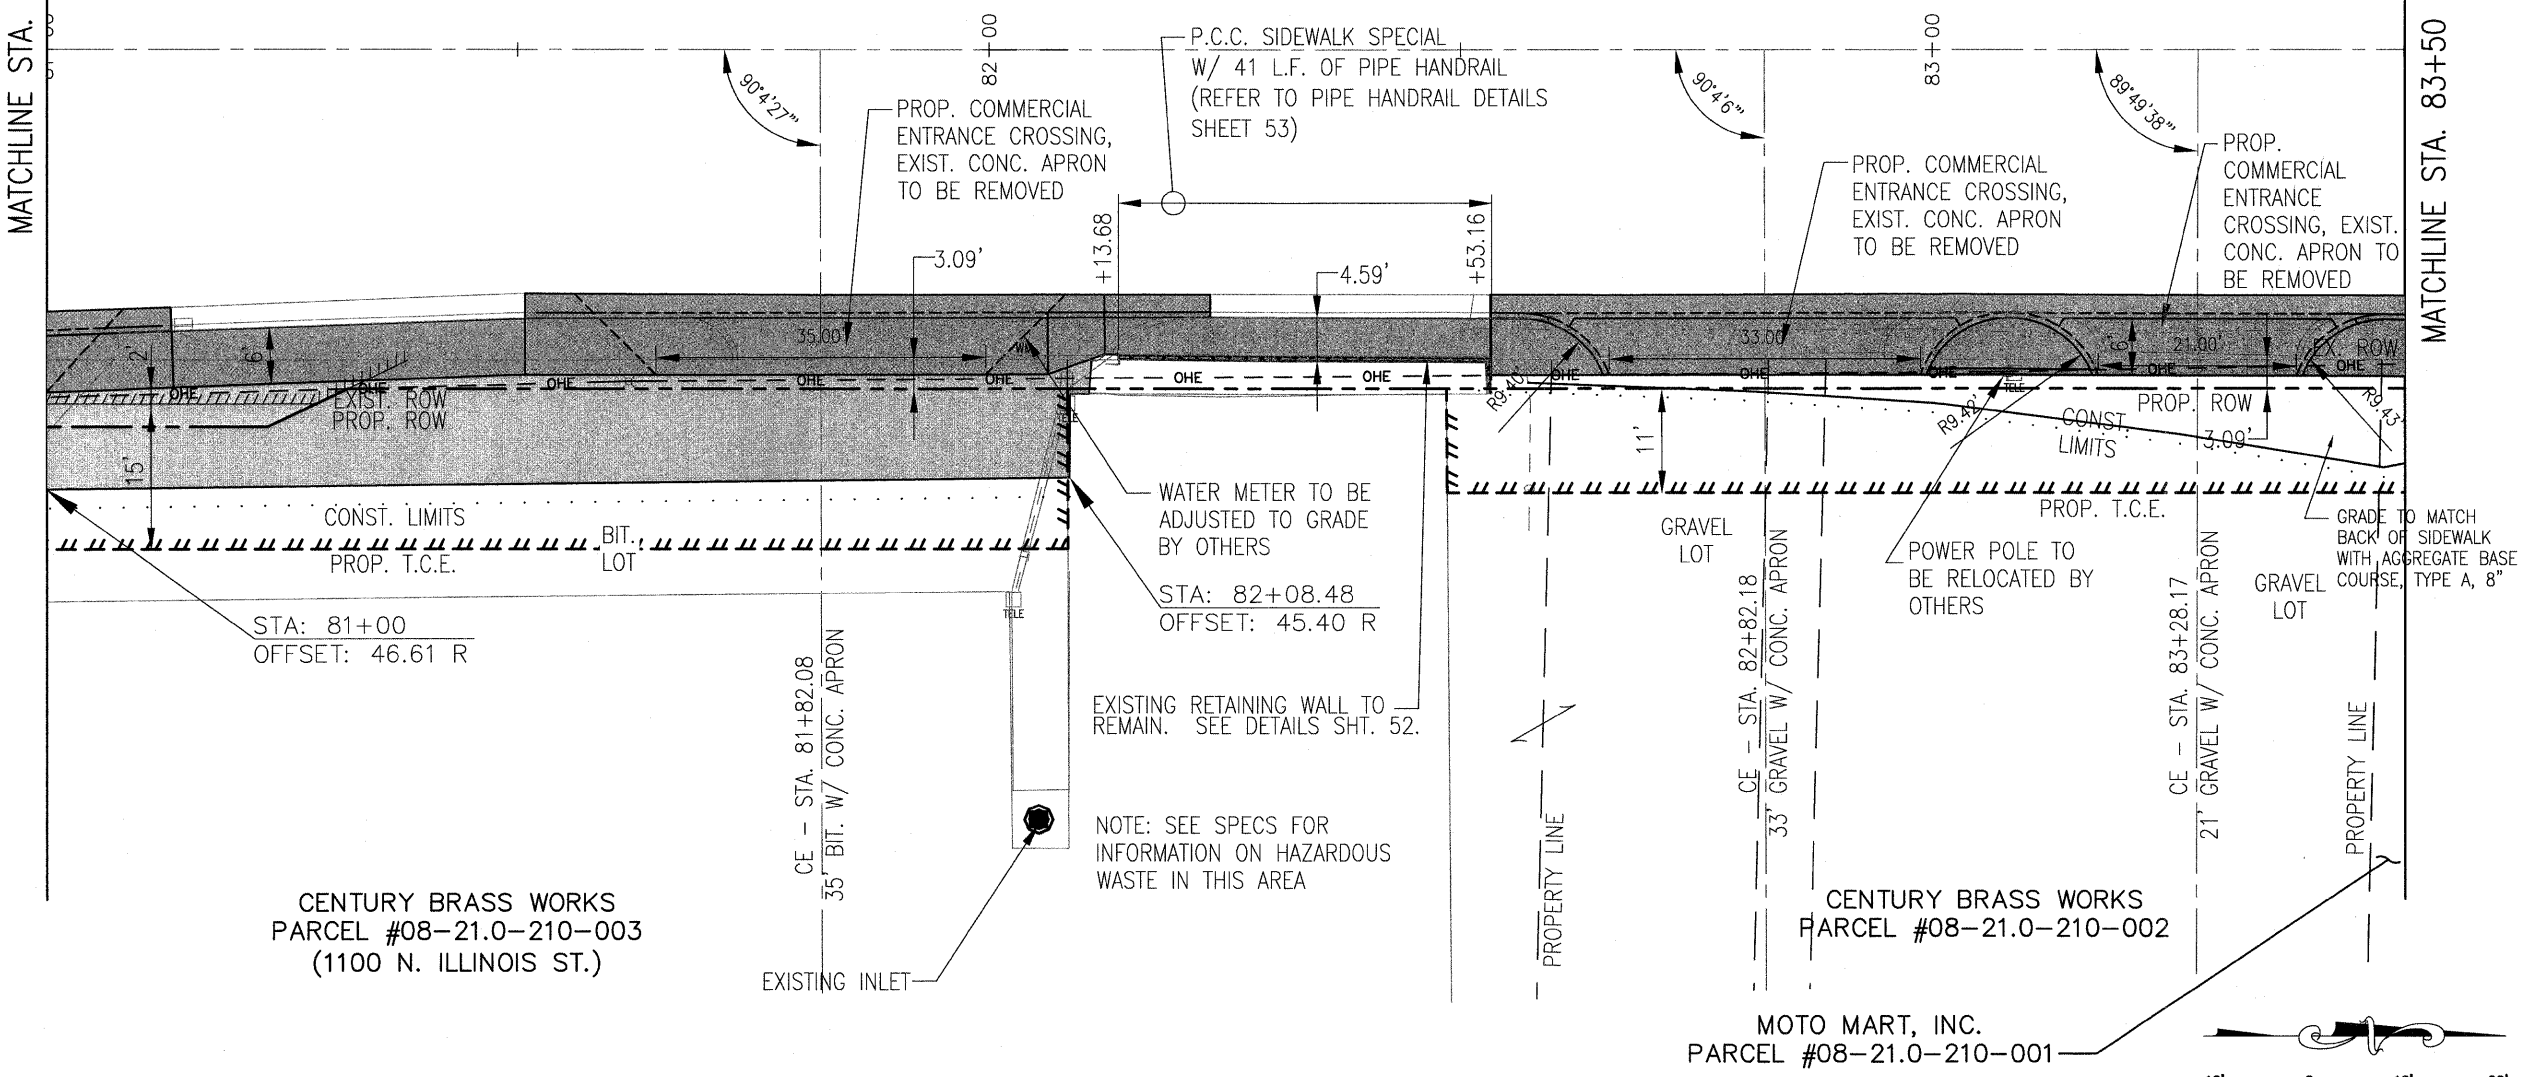 MATCHLINE STA.
82+00
P.C.C. SIDEWALK SPECIAL
W/ 41 L.F. OF PIPE HANDRAIL
(REFER TO PIPE HANDRAIL DETAILS
SHEET 53)
83+00
MATCHLINE STA. 83+50
90°4'27"
PROP. COMMERCIAL
ENTRANCE CROSSING,
EXIST. CONC. APRON
TO BE REMOVED
90°4'6"
89°49'38"
PROP. COMMERCIAL
ENTRANCE CROSSING,
EXIST. CONC. APRON
TO BE REMOVED
PROP.
COMMERCIAL
ENTRANCE
CROSSING, EXIST.
CONC. APRON TO
BE REMOVED
3.09'
+13.68
4.59'
+53.16
35.00'
33.00'
21.00'
2'
6'
6'
WM
EX. ROW
OHE
OHE
OHE
OHE
OHE
OHE
OHE
OHE
OHE
OHE
OHE
EXIST. ROW
PROP. ROW
R9.40'
R9.42'
R9.43'
TELE
PROP. ROW
CONST.
LIMITS
3.09'
15'
11'
CONST. LIMITS
BIT.
LOT
PROP. T.C.E.
WATER METER TO BE
ADJUSTED TO GRADE
BY OTHERS
GRAVEL
LOT
PROP. T.C.E.
POWER POLE TO
BE RELOCATED BY
OTHERS
GRADE TO MATCH
BACK OF SIDEWALK
WITH AGGREGATE BASE
COURSE, TYPE A, 8"
GRAVEL
LOT
STA: 81+00
OFFSET: 46.61 R
STA: 82+08.48
OFFSET: 45.40 R
TELE
CE - STA. 81+82.08
35' BIT. W/ CONC. APRON
EXISTING RETAINING WALL TO
REMAIN. SEE DETAILS SHT. 52.
CE - STA. 82+82.18
33' GRAVEL W/ CONC. APRON
CE - STA. 83+28.17
21' GRAVEL W/ CONC. APRON
PROPERTY LINE
PROPERTY LINE
NOTE: SEE SPECS FOR
INFORMATION ON HAZARDOUS
WASTE IN THIS AREA
CENTURY BRASS WORKS
PARCEL #08-21.0-210-003
(1100 N. ILLINOIS ST.)
EXISTING INLET
CENTURY BRASS WORKS
PARCEL #08-21.0-210-002
MOTO MART, INC.
PARCEL #08-21.0-210-001